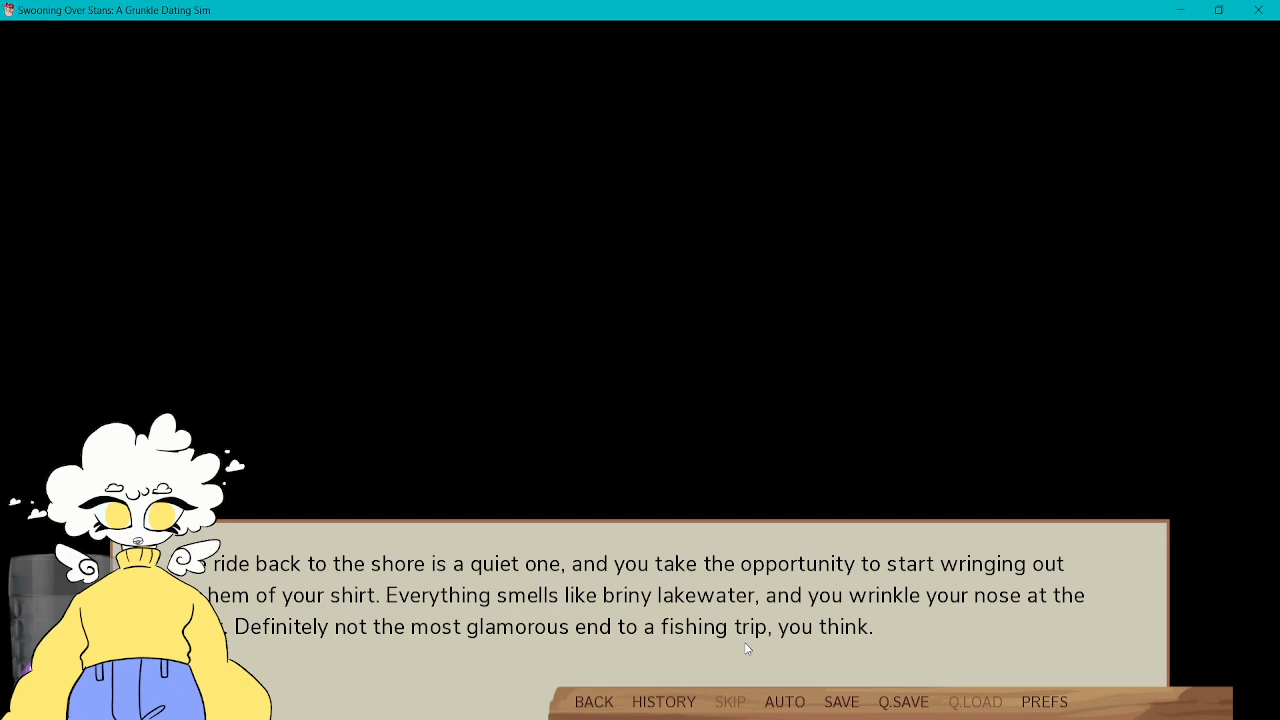 Swooning Over Stans: A Grunkle Dating Sim
ride back to the shore is a quiet one, and you take the opportunity to start wringing out
hem of your shirt. Everything smells like briny lakewater, and you wrinkle your nose at the
. Definitely not the most glamorous end to a fishing trip, you think.
BACK HISTORY SKIP AUTO SAVE Q.SAVE Q.LOAD PREFS